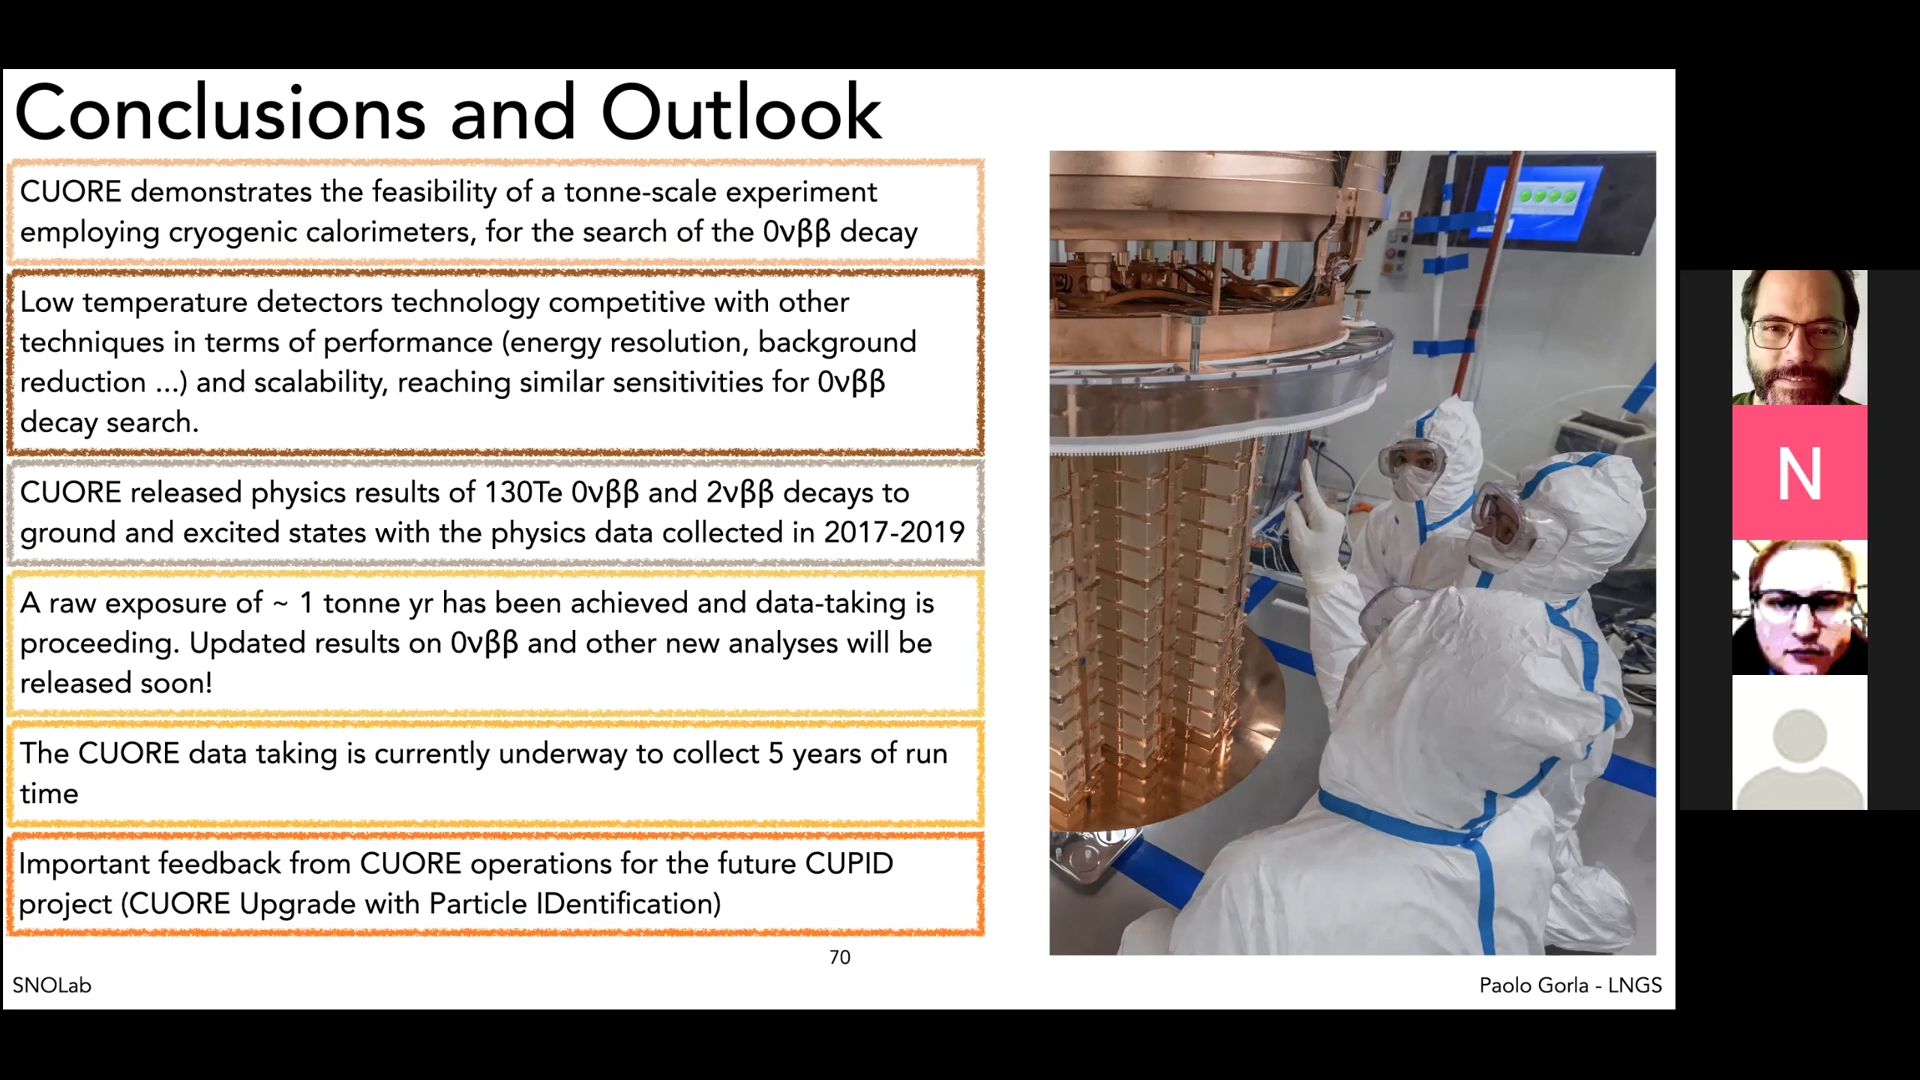 Conclusions and Outlook
CUORE demonstrates the feasibility of a tonne-scale experiment
employing cryogenic calorimeters, for the search of the 0νββ decay
Low temperature detectors technology competitive with other
techniques in terms of performance (energy resolution, background
reduction ...) and scalability, reaching similar sensitivities for 0νββ
decay search.
CUORE released physics results of 130Te 0νββ and 2νββ decays to
ground and excited states with the physics data collected in 2017-2019
A raw exposure of ~ 1 tonne yr has been achieved and data-taking is
proceeding. Updated results on 0νββ and other new analyses will be
released soon!
The CUORE data taking is currently underway to collect 5 years of run
time
Important feedback from CUORE operations for the future CUPID
project (CUORE Upgrade with Particle IDentification)
70
SNOLab
Paolo Gorla - LNGS
N